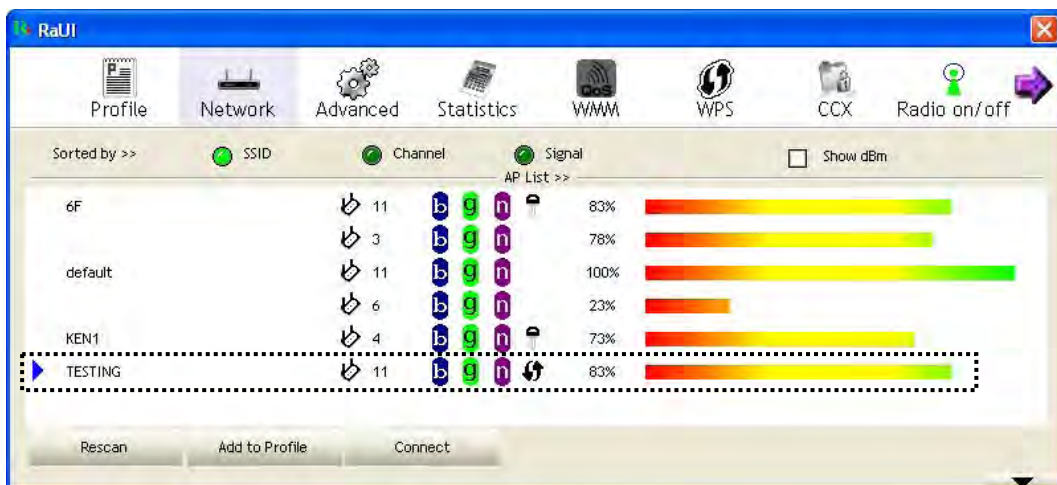 RaUI
Profile Network Advanced Statistics WMM WPS CCX Radio on/off
QoS
Sorted by >> SSID Channel Signal Show dBm
AP List >>
6F 11 b g n 83%
3 b g n 78%
default 11 b g n 100%
6 b g n 23%
KEN1 4 b g n 73%
TESTING 11 b g n 83%
Rescan Add to Profile Connect